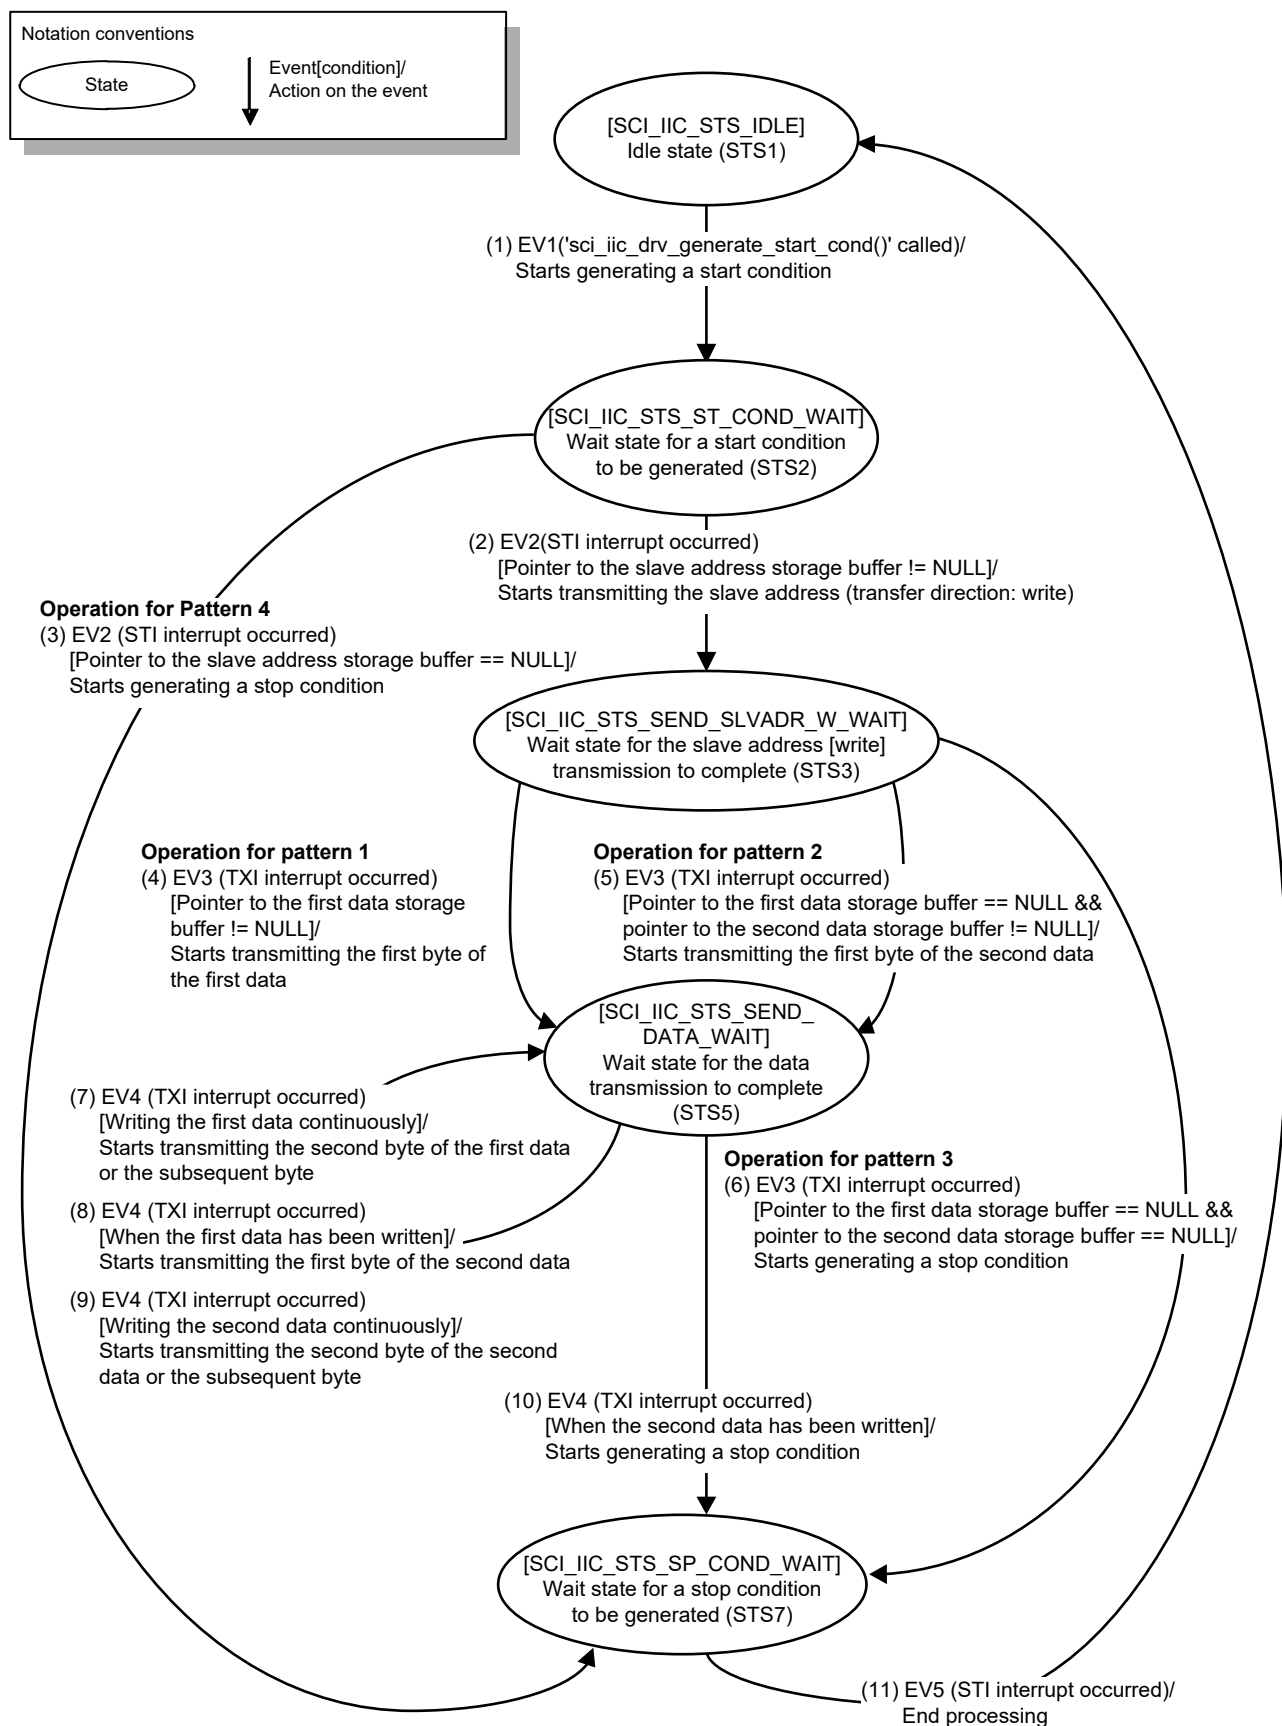 Notation conventions
State
Event[condition]/
Action on the event
[SCI_IIC_STS_IDLE]
Idle state (STS1)
(1) EV1('sci_iic_drv_generate_start_cond()' called)/
Starts generating a start condition
[SCI_IIC_STS_ST_COND_WAIT]
Wait state for a start condition
to be generated (STS2)
(2) EV2(STI interrupt occurred)
[Pointer to the slave address storage buffer != NULL]/
Starts transmitting the slave address (transfer direction: write)
Operation for Pattern 4
(3) EV2 (STI interrupt occurred)
[Pointer to the slave address storage buffer == NULL]/
Starts generating a stop condition
[SCI_IIC_STS_SEND_SLVADR_W_WAIT]
Wait state for the slave address [write]
transmission to complete (STS3)
Operation for pattern 1
(4) EV3 (TXI interrupt occurred)
[Pointer to the first data storage
buffer != NULL]/
Starts transmitting the first byte of
the first data
Operation for pattern 2
(5) EV3 (TXI interrupt occurred)
[Pointer to the first data storage buffer == NULL &&
pointer to the second data storage buffer != NULL]/
Starts transmitting the first byte of the second data
[SCI_IIC_STS_SEND_
DATA_WAIT]
Wait state for the data
transmission to complete
(STS5)
(7) EV4 (TXI interrupt occurred)
[Writing the first data continuously]/
Starts transmitting the second byte of the first data
or the subsequent byte
(8) EV4 (TXI interrupt occurred)
[When the first data has been written]/
Starts transmitting the first byte of the second data
(9) EV4 (TXI interrupt occurred)
[Writing the second data continuously]/
Starts transmitting the second byte of the second
data or the subsequent byte
Operation for pattern 3
(6) EV3 (TXI interrupt occurred)
[Pointer to the first data storage buffer == NULL &&
pointer to the second data storage buffer == NULL]/
Starts generating a stop condition
(10) EV4 (TXI interrupt occurred)
[When the second data has been written]/
Starts generating a stop condition
[SCI_IIC_STS_SP_COND_WAIT]
Wait state for a stop condition
to be generated (STS7)
(11) EV5 (STI interrupt occurred)/
End processing